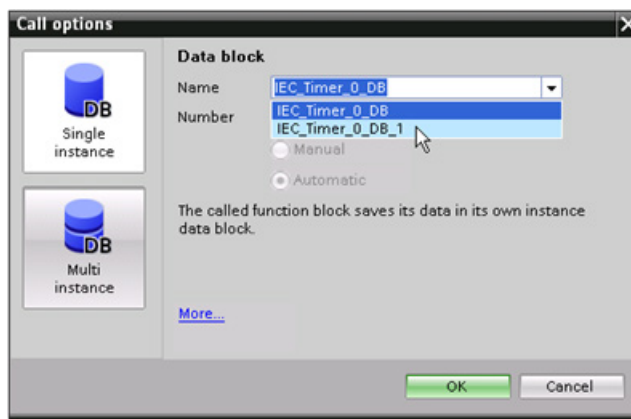 Call options
DB
Single
instance
DB
Multi
instance
Data block
Name
IEC_Timer_0_DB
IEC_Timer_0_DB
IEC_Timer_0_DB_1
Number
Manual
Automatic
The called function block saves its data in its own instance
data block.
More...
OK
Cancel